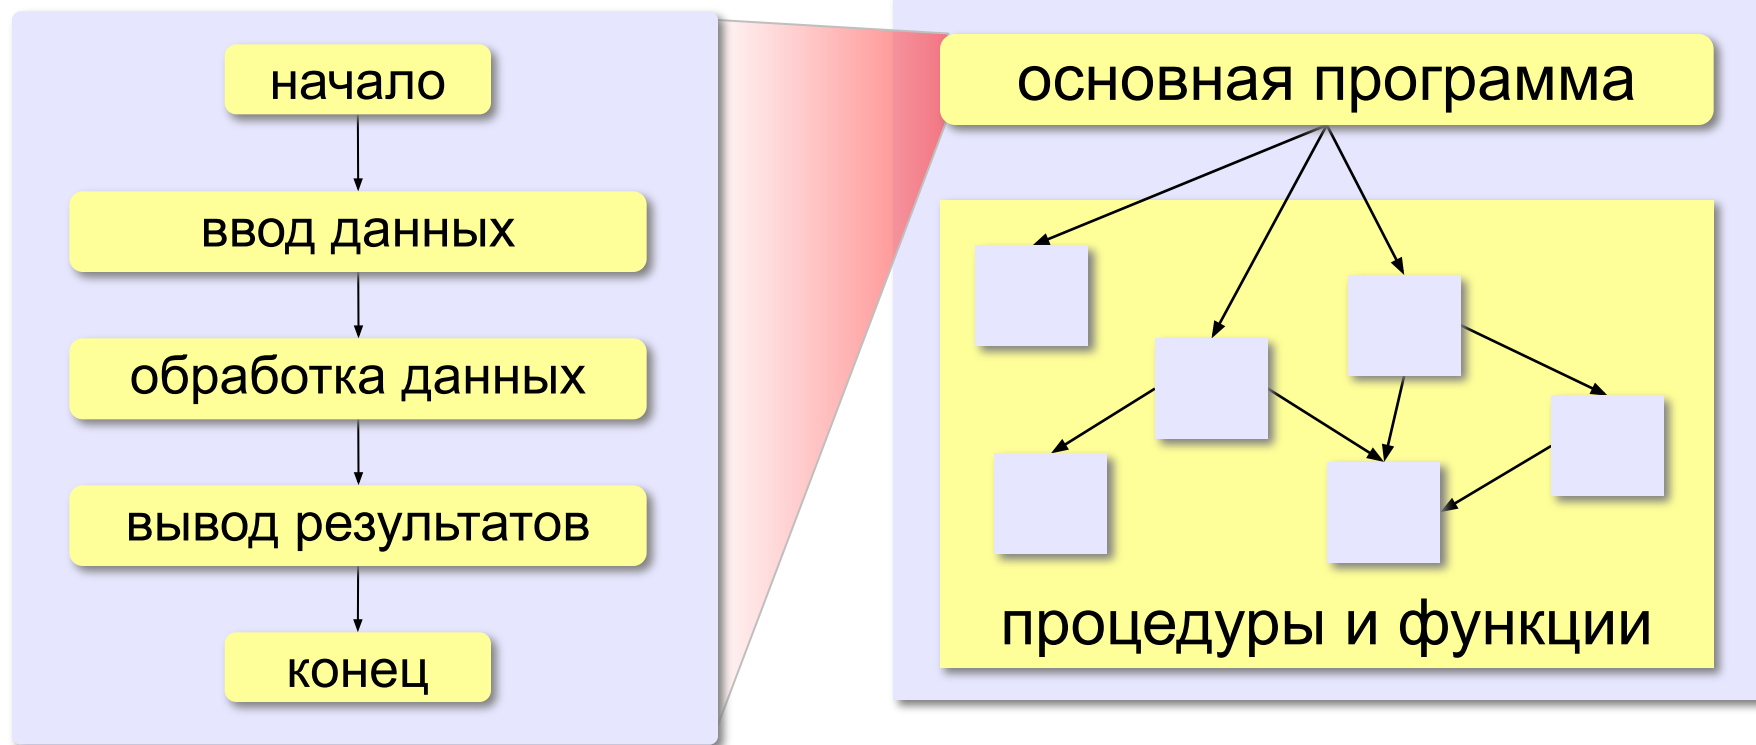 начало
ввод данных
обработка данных
вывод результатов
конец
основная программа
процедуры и функции